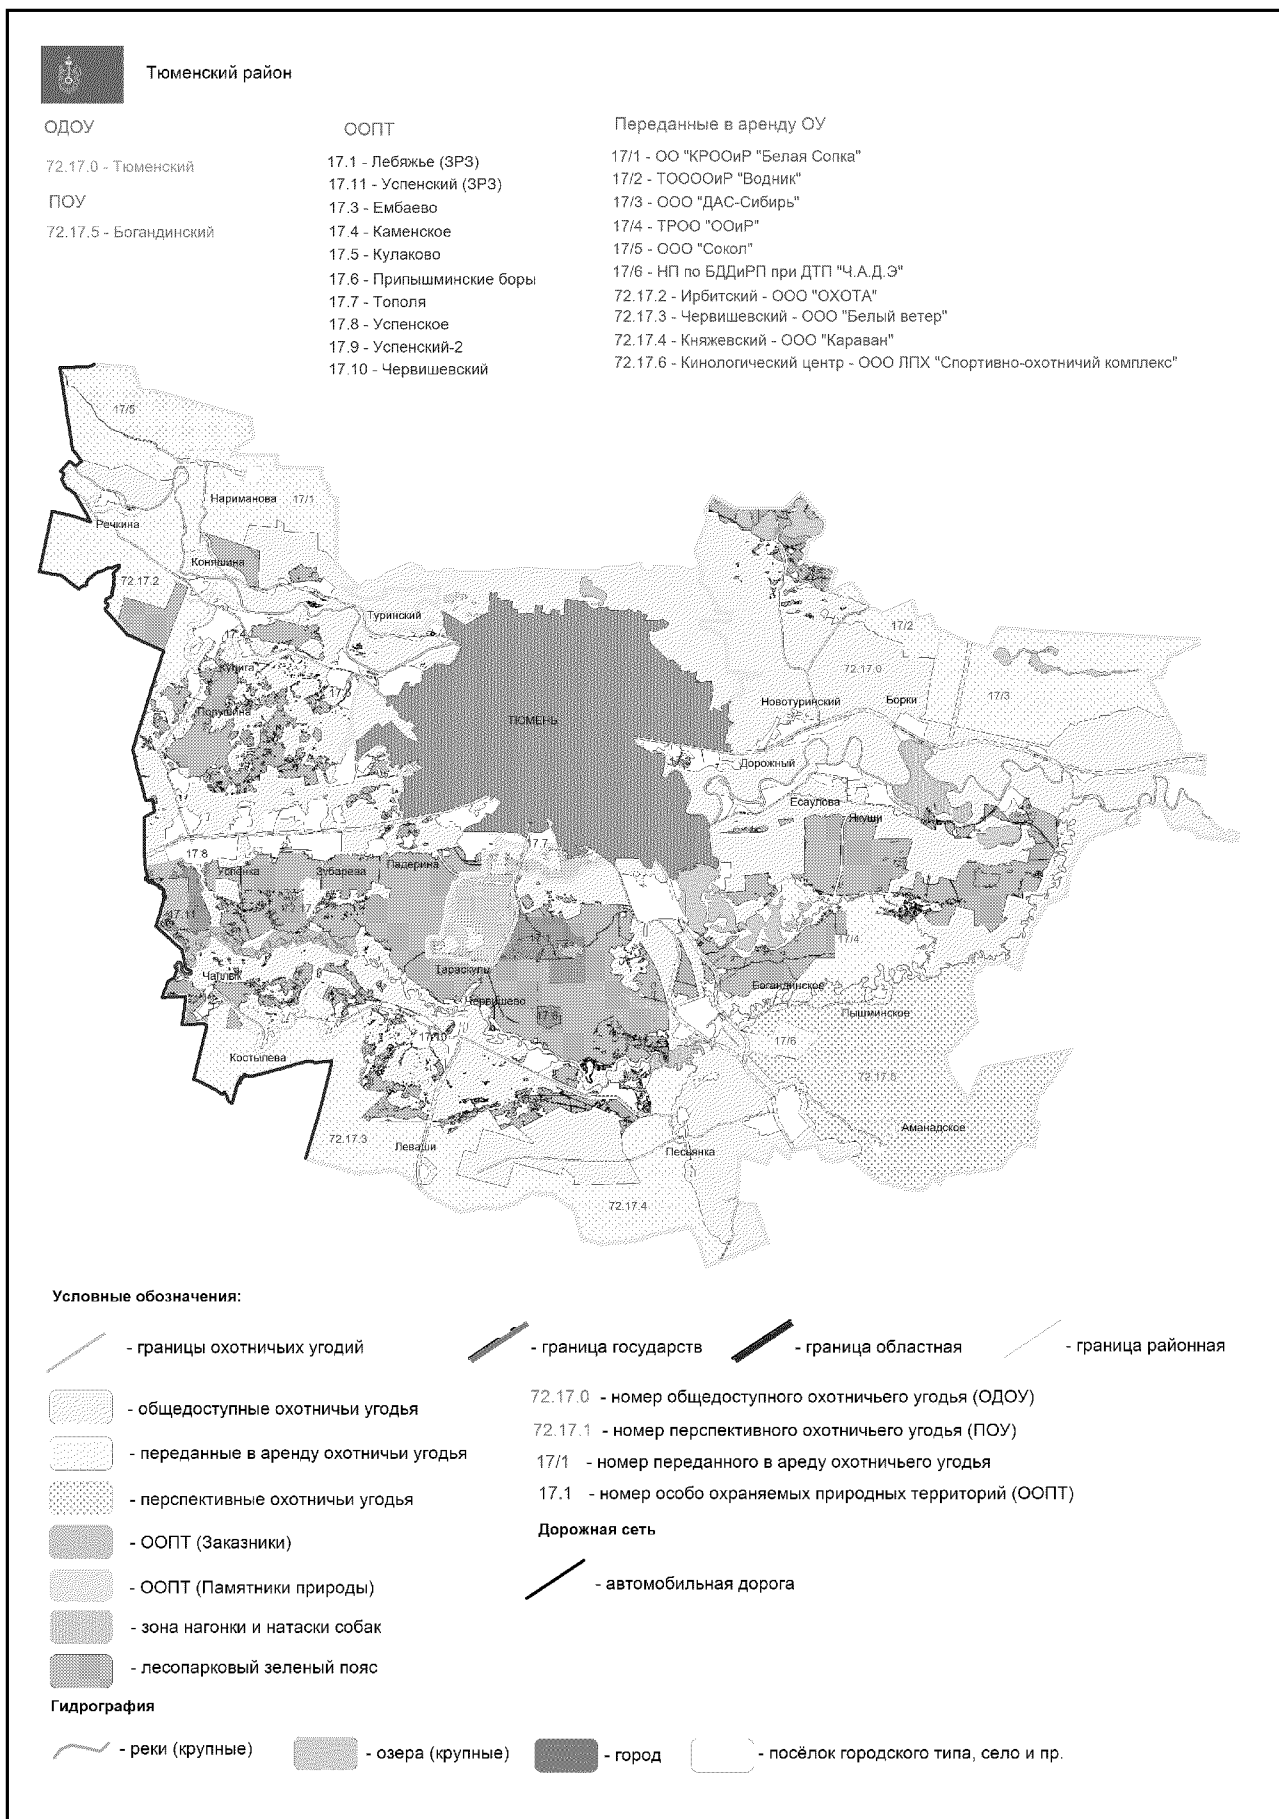 Тюменский район
ОДОУ
72.17.0 - Тюменский
ПОУ
72.17.5 - Богандинский
ООПТ
17.1 - Лебяжье (ЗРЗ)
17.11 - Успенский (ЗРЗ)
17.3 - Ембаево
17.4 - Каменское
17.5 - Кулаково
17.6 - Припышминские боры
17.7 - Тополя
17.8 - Успенское
17.9 - Успенский-2
17.10 - Червишевский
Переданные в аренду ОУ
17/1 - ОО "КРООиР "Белая Сопка"
17/2 - ТОООOиР "Водник"
17/3 - ООО "ДАС-Сибирь"
17/4 - ТРОО "ООиР"
17/5 - ООО "Сокол"
17/6 - НП по БДДиРП при ДТП "Ч.А.Д.Э"
72.17.2 - Ирбитский - ООО "ОХОТА"
72.17.3 - Червишевский - ООО "Белый ветер"
72.17.4 - Княжевский - ООО "Караван"
72.17.6 - Кинологический центр - ООО ЛПХ "Спортивно-охотничий комплекс"
17/5
Нариманова 17/1
Речкина
Коняшина
72.17.2
Туринский
17.4
17/2
Кулига
72.17.0
17/3
Новотуринский
Борки
Парушина
ТЮМЕНЬ
Дорожный
Есаулова
Якуши
17.7
17.8
Успенка
Зубарева
Падерина
17.11
17.1
17/4
Чаплык
Тараскуль
Богандинское
Червишево
17.6
Пышминское
17.10
17/6
Костылева
72.17.5
Аманадское
72.17.3
Леваши
Песьянка
72.17.4
Условные обозначения:
- границы охотничьих угодий
- граница государств
- граница областная
- граница районная
- общедоступные охотничьи угодья
- переданные в аренду охотничьи угодья
- перспективные охотничьи угодья
- ООПТ (Заказники)
- ООПТ (Памятники природы)
- зона нагонки и натаски собак
- лесопарковый зеленый пояс
72.17.0 - номер общедоступного охотничьего угодья (ОДОУ)
72.17.1 - номер перспективного охотничьего угодья (ПОУ)
17/1 - номер переданного в ареду охотничьего угодья
17.1 - номер особо охраняемых природных территорий (ООПТ)
Дорожная сеть
- автомобильная дорога
Гидрография
- реки (крупные)
- озера (крупные)
- город
- посёлок городского типа, село и пр.